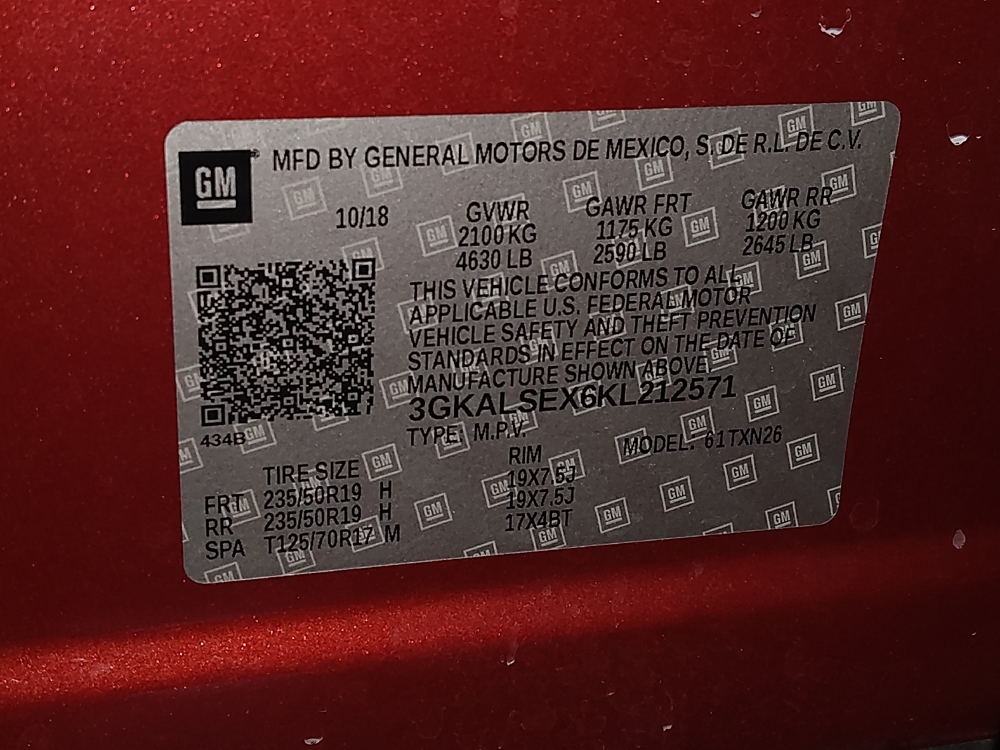 GM MFD BY GENERAL MOTORS DE MEXICO, S. DE R.L. DE C.V.
10/18 GVWR GAWR FRT GAWR RR
2100 KG 1175 KG 1200 KG
4630 LB 2590 LB 2645 LB
THIS VEHICLE CONFORMS TO ALL
APPLICABLE U.S. FEDERAL MOTOR
VEHICLE SAFETY AND THEFT PREVENTION
STANDARDS IN EFFECT ON THE DATE OF
MANUFACTURE SHOWN ABOVE
3GKALSEX6KL212571
434B TYPE: M.P.V. MODEL: 61TXN26
TIRE SIZE RIM
FRT 235/50R19 H 19X7.5J
RR 235/50R19 H 19X7.5J
SPA T125/70R17 M 17X4BT